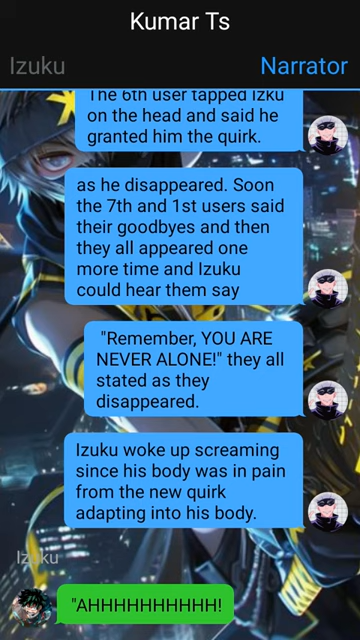 Kumar Ts
Izuku
Narrator
The 6th user tapped Izku
on the head and said he
granted him the quirk.
as he disappeared. Soon
the 7th and 1st users said
their goodbyes and then
they all appeared one
more time and Izuku
could hear them say
"Remember, YOU ARE
NEVER ALONE!" they all
stated as they
disappeared.
Izuku woke up screaming
since his body was in pain
from the new quirk
adapting into his body.
Izuku
"AHHHHHHHHHH!